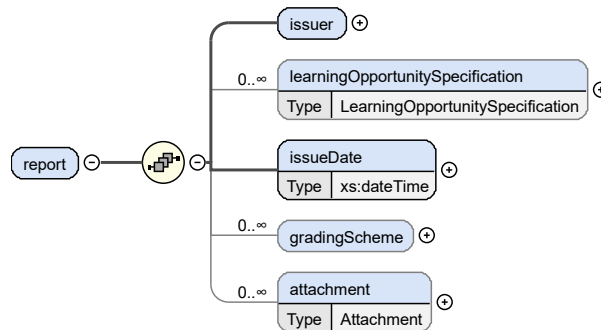 issuer
0..∞
learningOpportunitySpecification
Type LearningOpportunitySpecification
report
issueDate
Type xs:dateTime
0..∞
gradingScheme
0..∞
attachment
Type Attachment